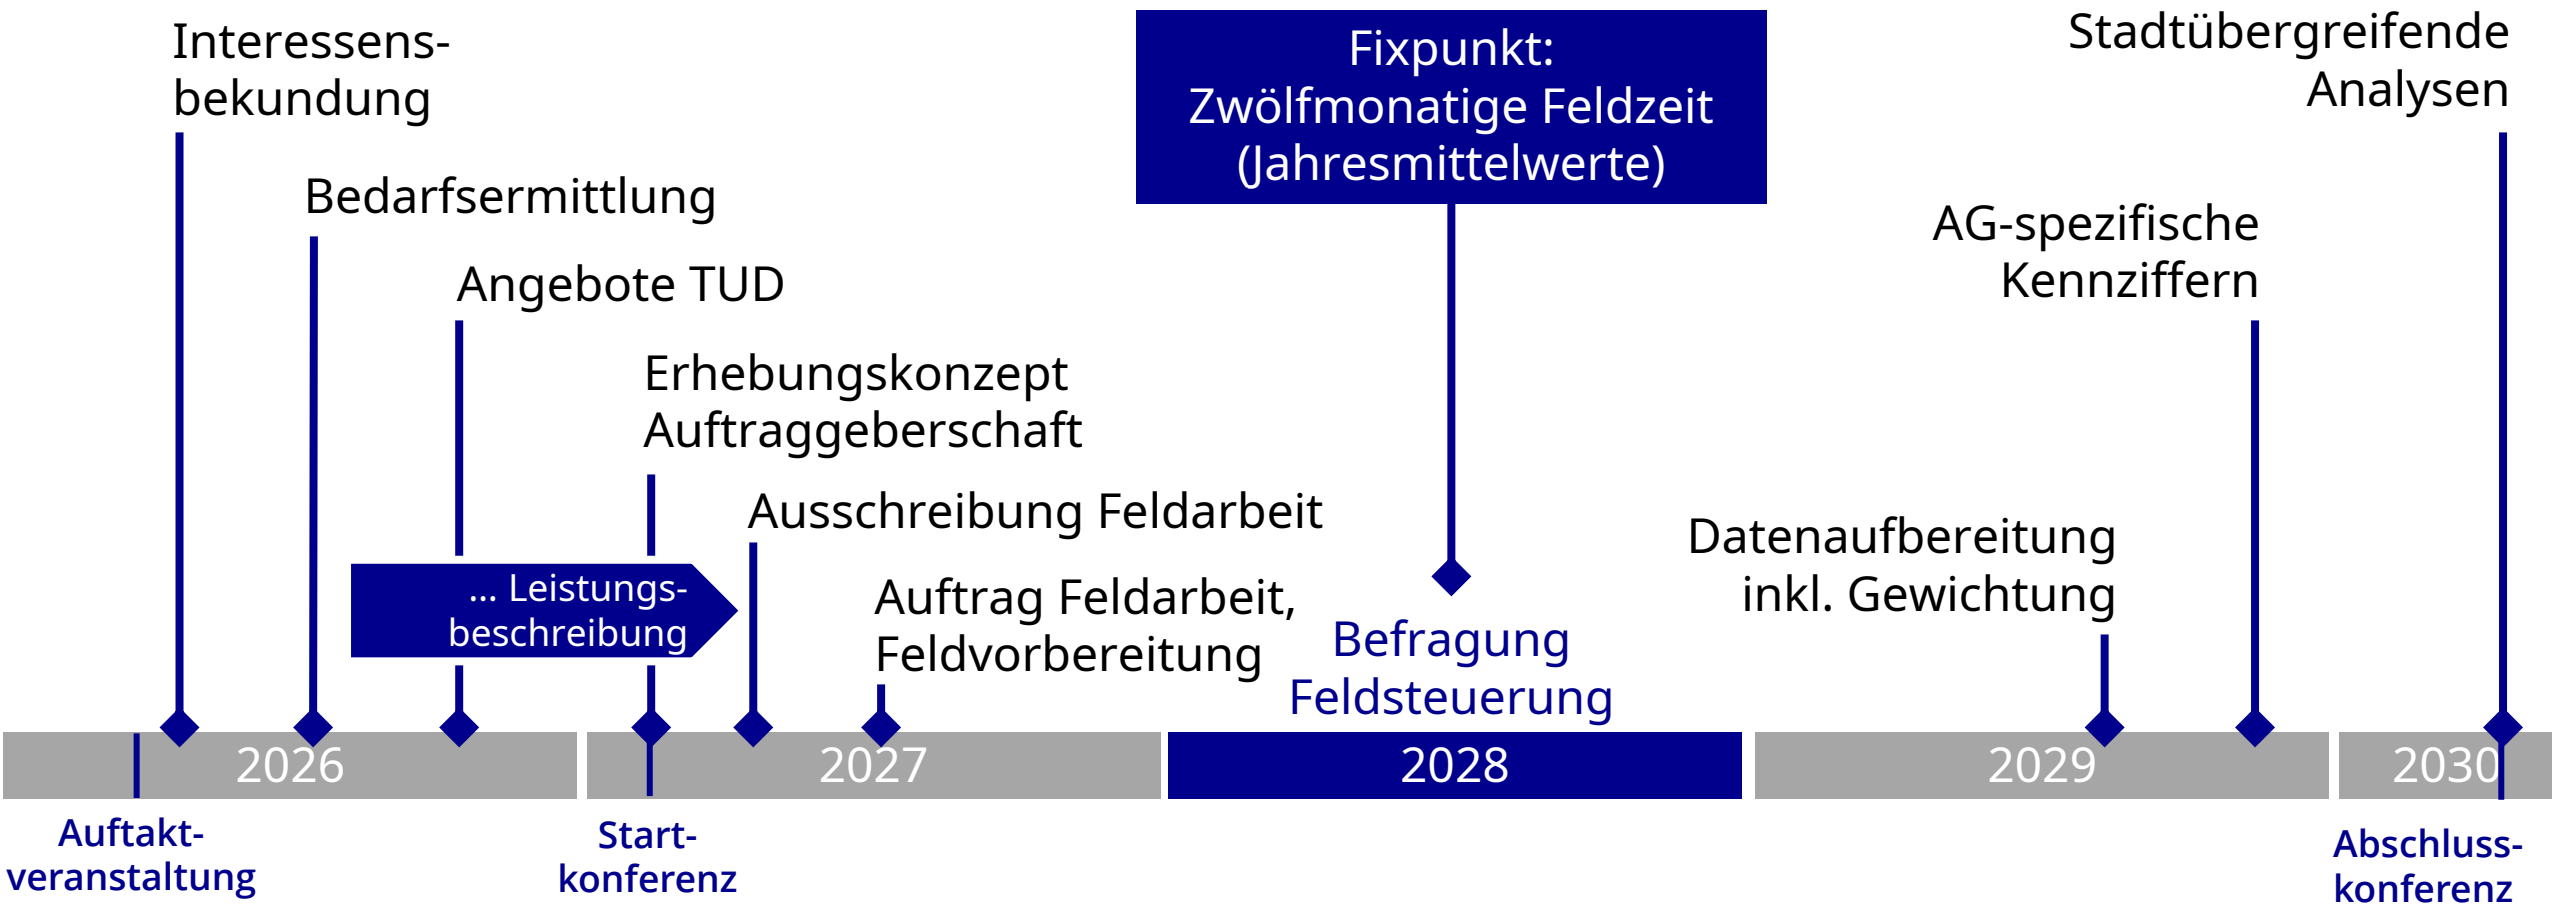 Interessens-
bekundung
Bedarfsermittlung
Angebote TUD
Erhebungskonzept
Auftraggeberschaft
Ausschreibung Feldarbeit
... Leistungs-
beschreibung
Auftrag Feldarbeit,
Feldvorbereitung
Fixpunkt:
Zwölfmonatige Feldzeit
(Jahresmittelwerte)
Befragung
Feldsteuerung
Datenaufbereitung
inkl. Gewichtung
AG-spezifische
Kennziffern
Stadtübergreifende
Analysen
2026
2027
2028
2029
2030
Auftakt-
veranstaltung
Start-
konferenz
Abschluss-
konferenz